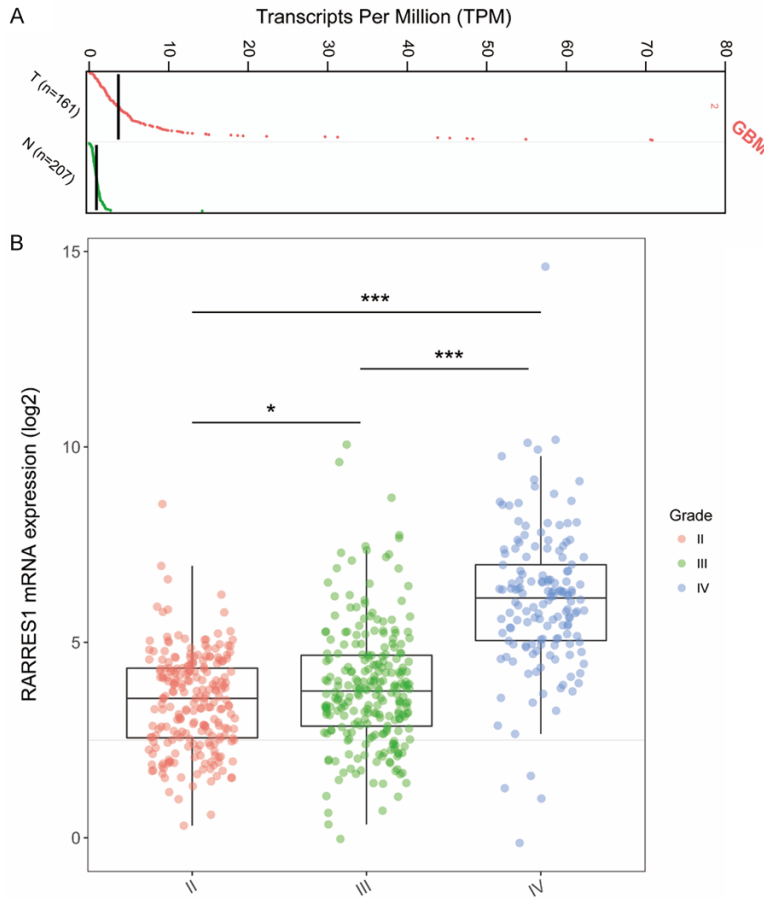 A
Transcripts Per Million (TPM)
0 10 20 30 40 50 60 70 80
T (n=161)
2
GBM
N (n=207)
B
15
***
***
*
10
5
0
RARRES1 mRNA expression (log2)
Grade
II
III
IV
II III IV